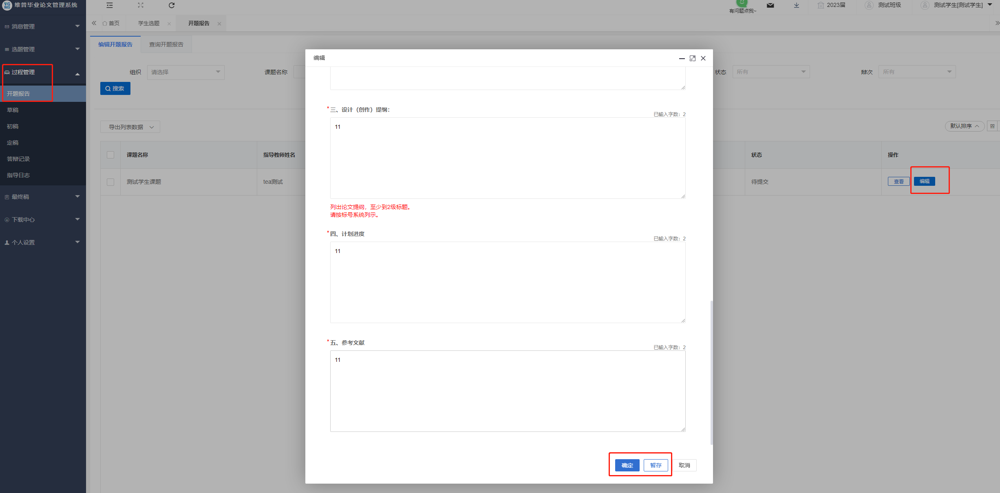 VG
MS
维普毕业论文管理系统
有问题点我~
2023届
测试班级
测试学生[测试学生]
首页
学生选题
开题报告
消息管理
选题管理
过程管理
开题报告
草稿
初稿
定稿
答辩记录
指导日志
最终稿
下载中心
个人设置
编辑开题报告
查询开题报告
组织
请选择
课题名称
状态
所有
辩次
所有
搜索
导出列表数据
默认排序
课题名称
指导教师姓名
状态
操作
测试学生课题
tea测试
待提交
查看
编辑
编辑
*三、设计（创作）提纲：
已输入字数：2
11
列出论文提纲，至少到2级标题。
请按标号系统列示。
*四、计划进度
已输入字数：2
11
*五、参考文献
已输入字数：2
11
确定
暂存
取消